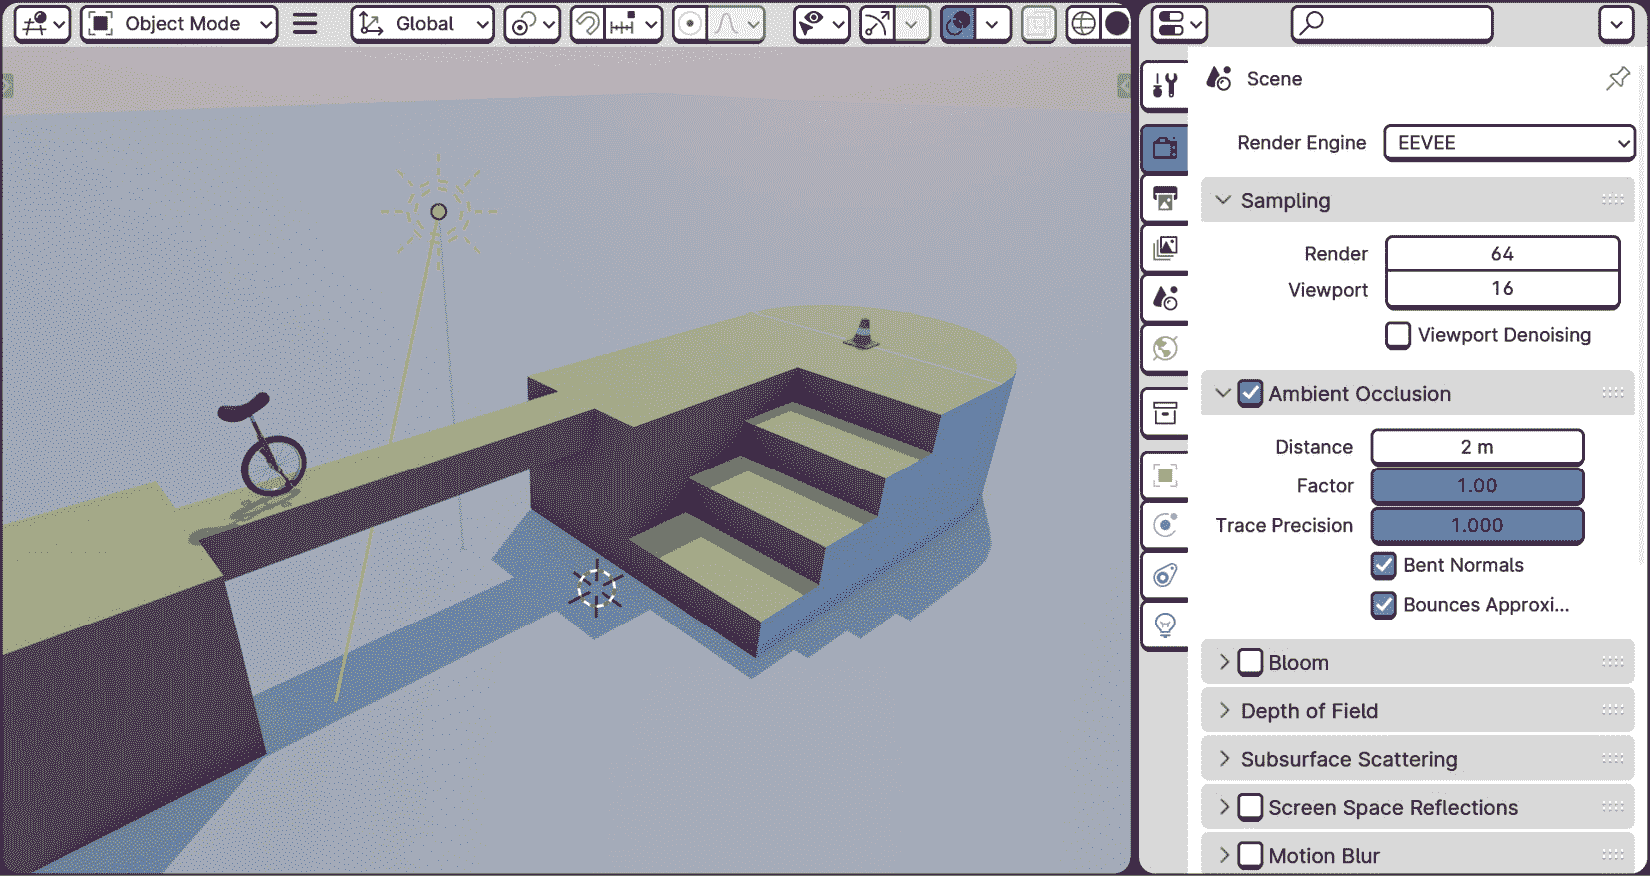 Object Mode
Global
Scene
Render Engine
EEVEE
Sampling
Render
64
Viewport
16
Viewport Denoising
Ambient Occlusion
Distance
2 m
Factor
1.00
Trace Precision
1.000
Bent Normals
Bounces Approxi...
Bloom
Depth of Field
Subsurface Scattering
Screen Space Reflections
Motion Blur